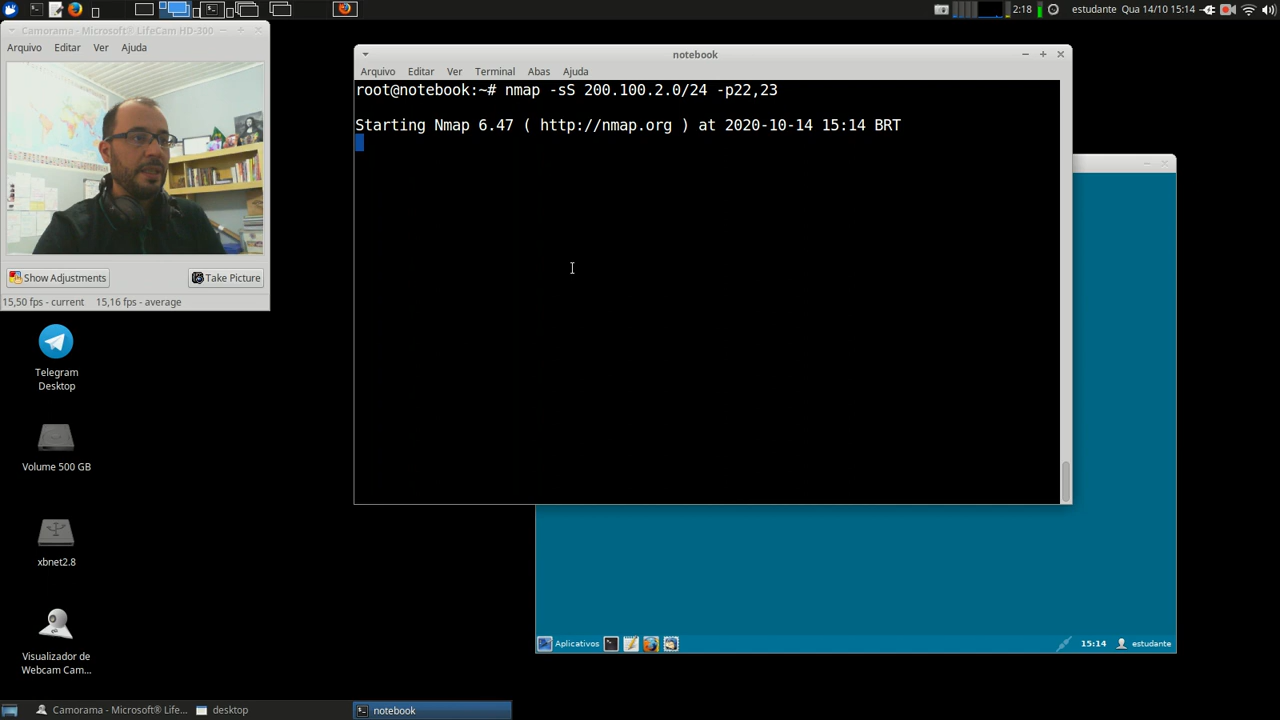 2:18
estudante
Qua 14/10 15:14
Camorama - Microsoft® LifeCam HD-300
Arquivo Editar Ver Ajuda
Show Adjustments
Take Picture
15,50 fps - current 15,16 fps - average
Telegram
Desktop
Volume 500 GB
xbnet2.8
Visualizador de
Webcam Cam...
notebook
Arquivo Editar Ver Terminal Abas Ajuda
root@notebook:~# nmap -sS 200.100.2.0/24 -p22,23
Starting Nmap 6.47 ( http://nmap.org ) at 2020-10-14 15:14 BRT
Aplicativos
15:14
estudante
Camorama - Microsoft® Life...
desktop
notebook